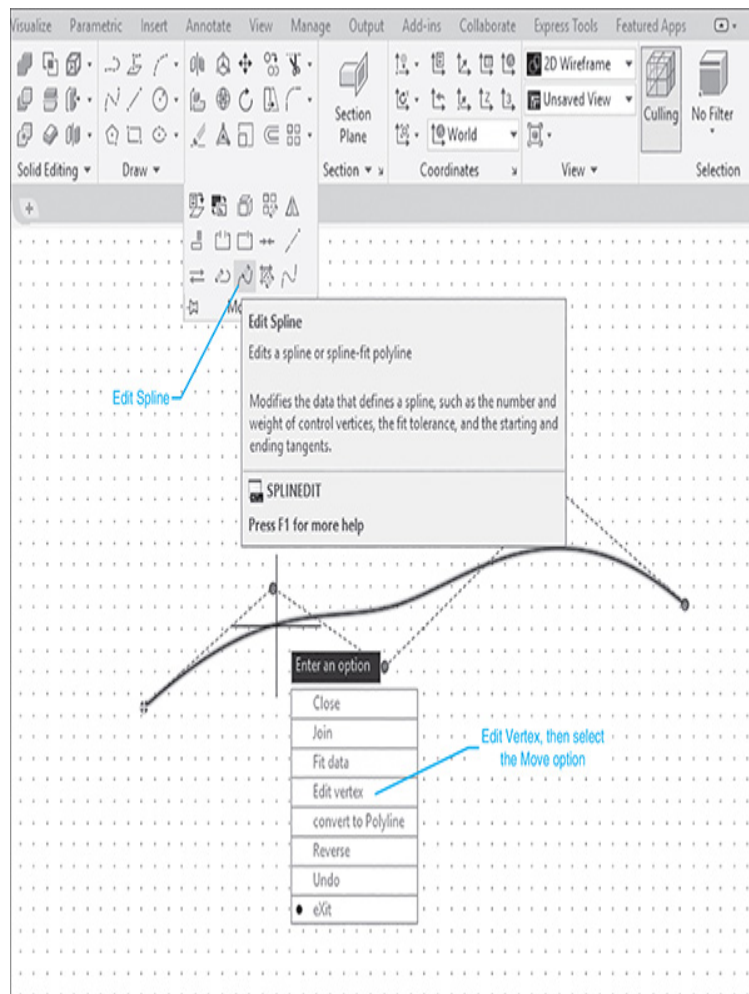 Visualize Parametric Insert Annotate View Manage Output Add-ins Collaborate Express Tools Featured Apps
2D Wireframe
Unsaved View
Culling
No Filter
Section
Plane
World
Solid Editing Draw Section Coordinates View Selection
Edit Spline
Edits a spline or spline-fit polyline
Modifies the data that defines a spline, such as the number and
weight of control vertices, the fit tolerance, and the starting and
ending tangents.
SPLINEDIT
Press F1 for more help
Edit Spline
Enter an option
Close
Join
Fit data
Edit vertex
convert to Polyline
Reverse
Undo
eXit
Edit Vertex, then select
the Move option